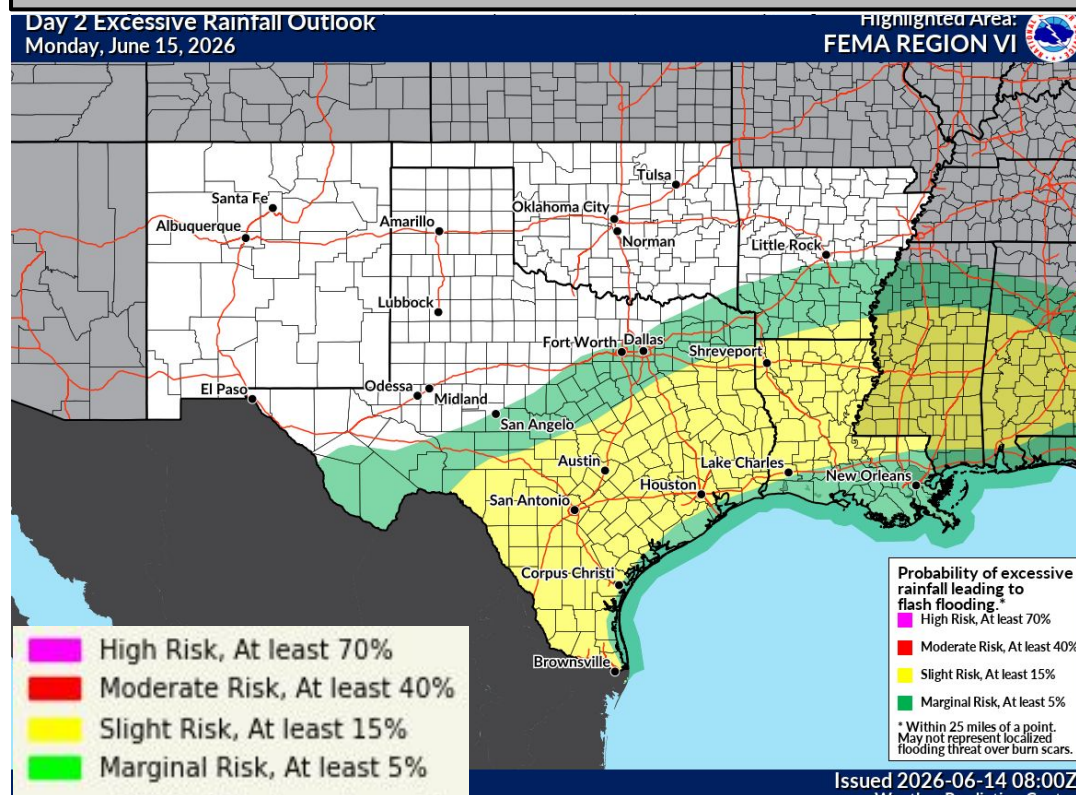 Day 2 Excessive Rainfall Outlook
Monday, June 15, 2026
Highlighted Area:
FEMA REGION VI
Santa Fe
Albuquerque
Amarillo
Tulsa
Oklahoma City
Norman
Little Rock
Lubbock
Fort Worth
Dallas
Shreveport
El Paso
Odessa
Midland
San Angelo
Austin
Lake Charles
New Orleans
Houston
San Antonio
Corpus Christi
Brownsville
High Risk, At least 70%
Moderate Risk, At least 40%
Slight Risk, At least 15%
Marginal Risk, At least 5%
Probability of excessive
rainfall leading to
flash flooding.*
High Risk, At least 70%
Moderate Risk, At least 40%
Slight Risk, At least 15%
Marginal Risk, At least 5%
* Within 25 miles of a point.
May not represent localized
flooding threat over burn scars.
Issued 2026-06-14 08:00Z